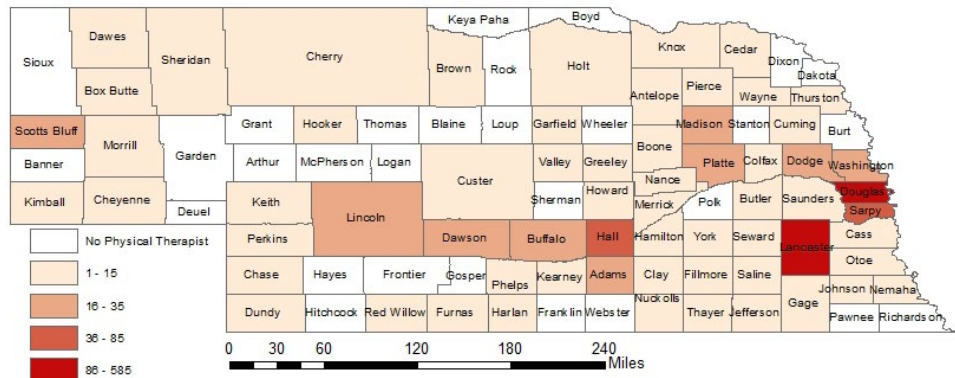 Keya Paha
Boyd
Dawes
Sioux
Sheridan
Cherry
Brown
Rock
Holt
Knox
Cedar
Dixon
Dakota
Box Butte
Antelope
Pierce
Wayne
Thurston
Scotts Bluff
Morrill
Garden
Grant
Hooker
Thomas
Blaine
Loup
Garfield
Wheeler
Madison
Stanton
Cuming
Burt
Banner
Arthur
McPherson
Logan
Custer
Valley
Greeley
Boone
Platte
Colfax
Dodge
Washington
Kimball
Cheyenne
Deuel
Keith
Lincoln
Sherman
Howard
Nance
Merrick
Polk
Butler
Saunders
Douglas
Sarpy
Perkins
Dawson
Buffalo
Hall
Hamilton
York
Seward
Lancaster
Cass
Otoe
Chase
Hayes
Frontier
Gosper
Phelps
Kearney
Adams
Clay
Fillmore
Saline
Johnson
Nemaha
Dundy
Hitchcock
Red Willow
Furnas
Harlan
Franklin
Webster
Nuckolls
Thayer
Jefferson
Gage
Pawnee
Richardson
No Physical Therapist
1 - 15
16 - 35
36 - 85
86 - 585
0 15 30 60 120 180 240
Miles